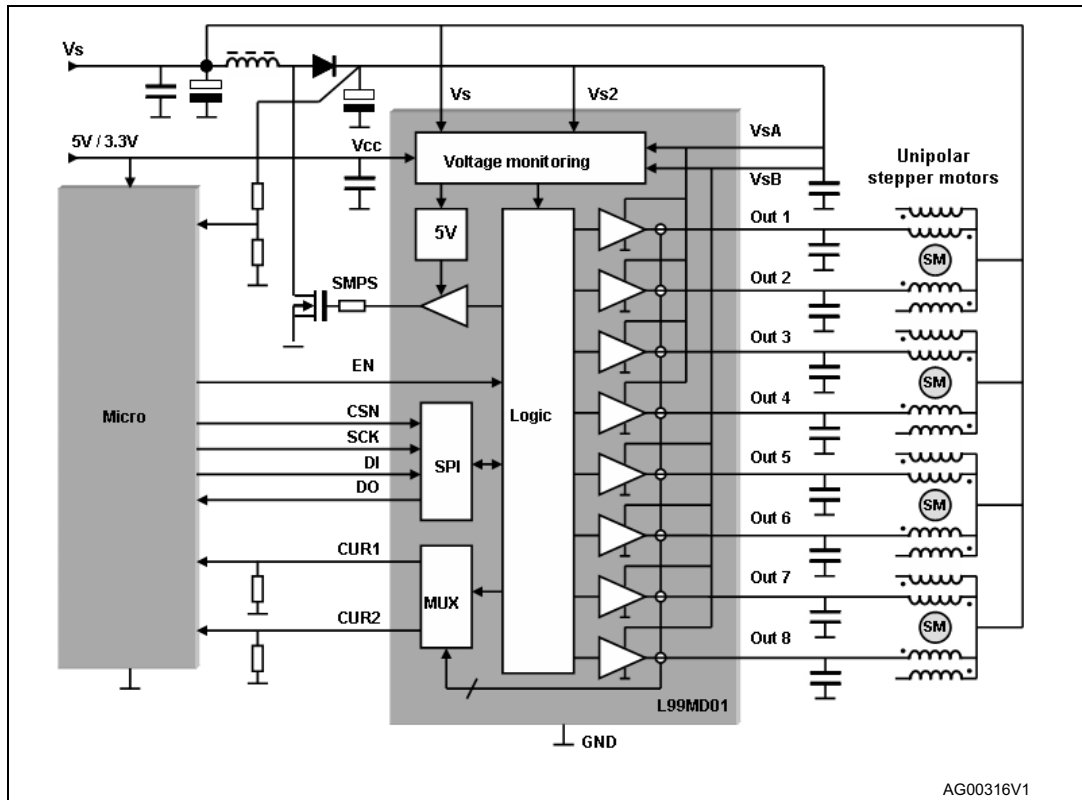 Vs
Vs
Vs2
5V / 3.3V
Vcc
Voltage monitoring
VsA
VsB
Unipolar
stepper motors
5V
Out 1
SM
Out 2
SMPS
Out 3
SM
EN
Micro
Logic
Out 4
CSN
SCK
SPI
DI
DO
Out 5
SM
Out 6
CUR1
MUX
CUR2
Out 7
SM
Out 8
L99MD01
GND
AG00316V1